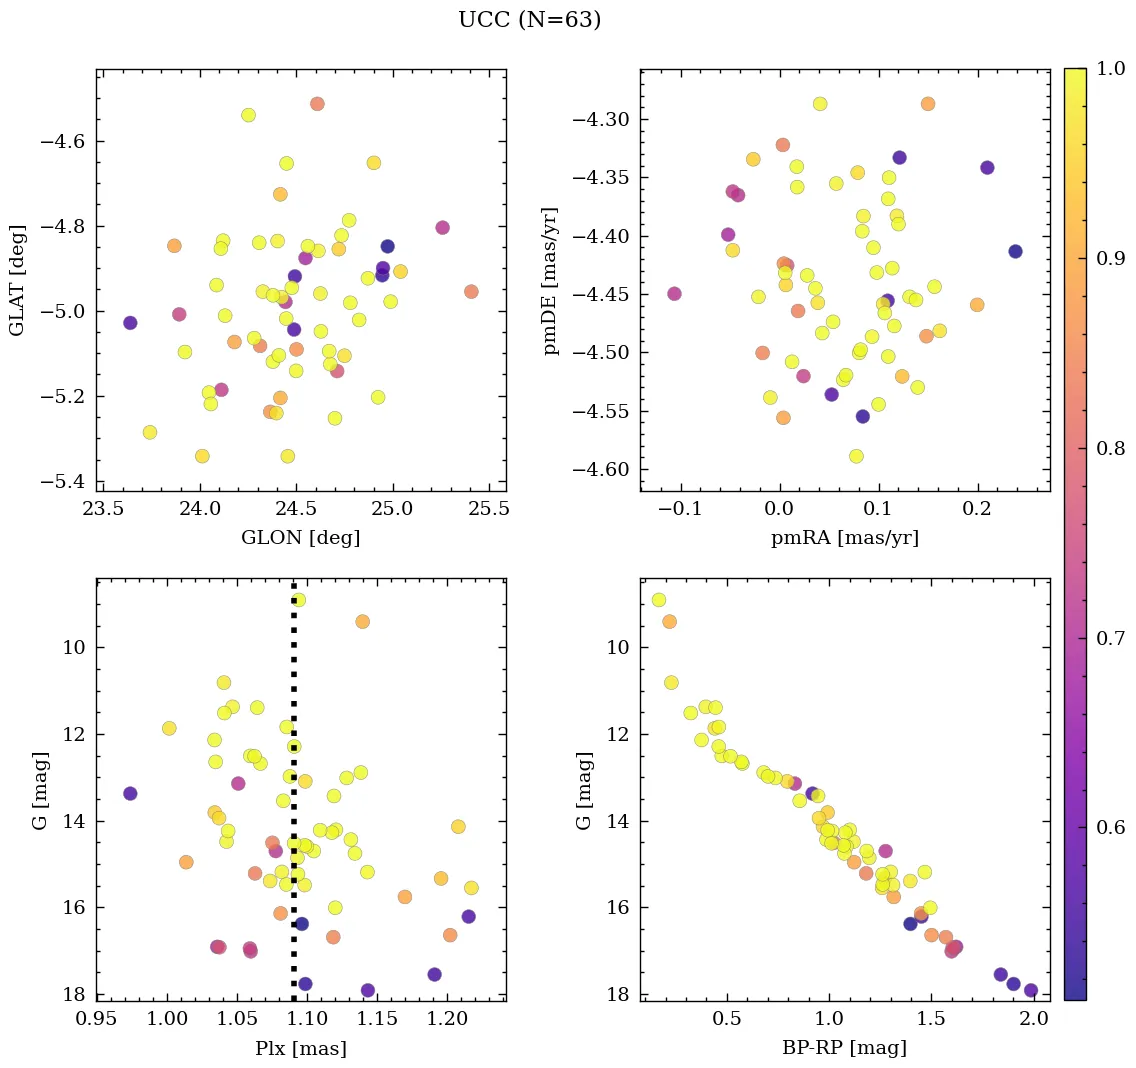 UCC (N=63)
−4.6
−4.8
−5.0
−5.2
−5.4
GLAT [deg]
23.5 24.0 24.5 25.0 25.5
GLON [deg]
−4.30
−4.35
−4.40
−4.45
−4.50
−4.55
−4.60
pmDE [mas/yr]
−0.1 0.0 0.1 0.2
pmRA [mas/yr]
1.0
0.9
0.8
0.7
0.6
10
12
14
16
18
G [mag]
0.95 1.00 1.05 1.10 1.15 1.20
Plx [mas]
10
12
14
16
18
G [mag]
0.5 1.0 1.5 2.0
BP-RP [mag]